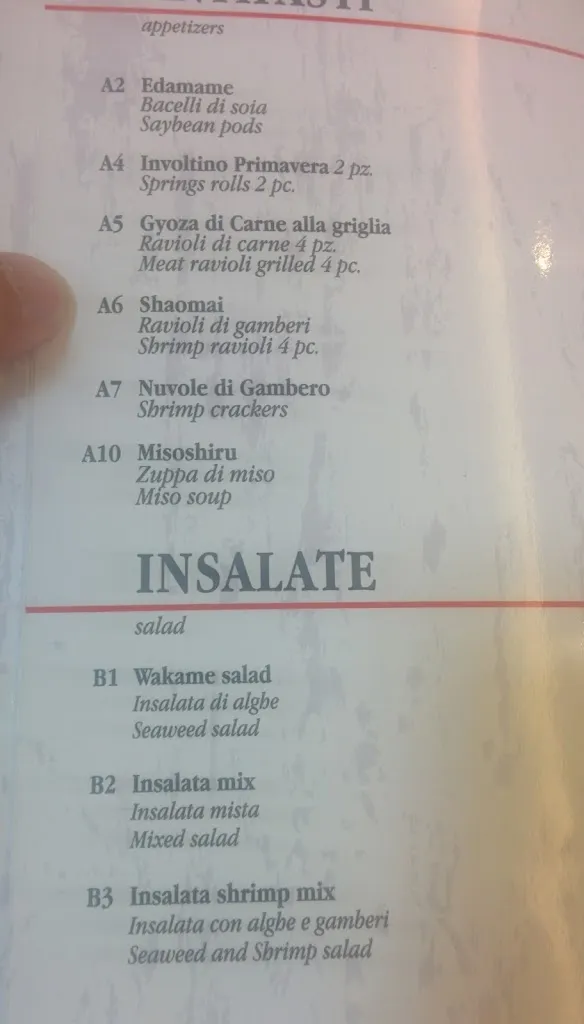 appetizers
A2 Edamame
Bacelli di soia
Saybean pods
A4 Involtino Primavera 2 pz.
Springs rolls 2 pc.
A5 Gyoza di Carne alla griglia
Ravioli di carne 4 pz.
Meat ravioli grilled 4 pc.
A6 Shaomai
Ravioli di gamberi
Shrimp ravioli 4 pc.
A7 Nuvole di Gambero
Shrimp crackers
A10 Misoshiru
Zuppa di miso
Miso soup
INSALATE
salad
B1 Wakame salad
Insalata di alghe
Seaweed salad
B2 Insalata mix
Insalata mista
Mixed salad
B3 Insalata shrimp mix
Insalata con alghe e gamberi
Seaweed and Shrimp salad